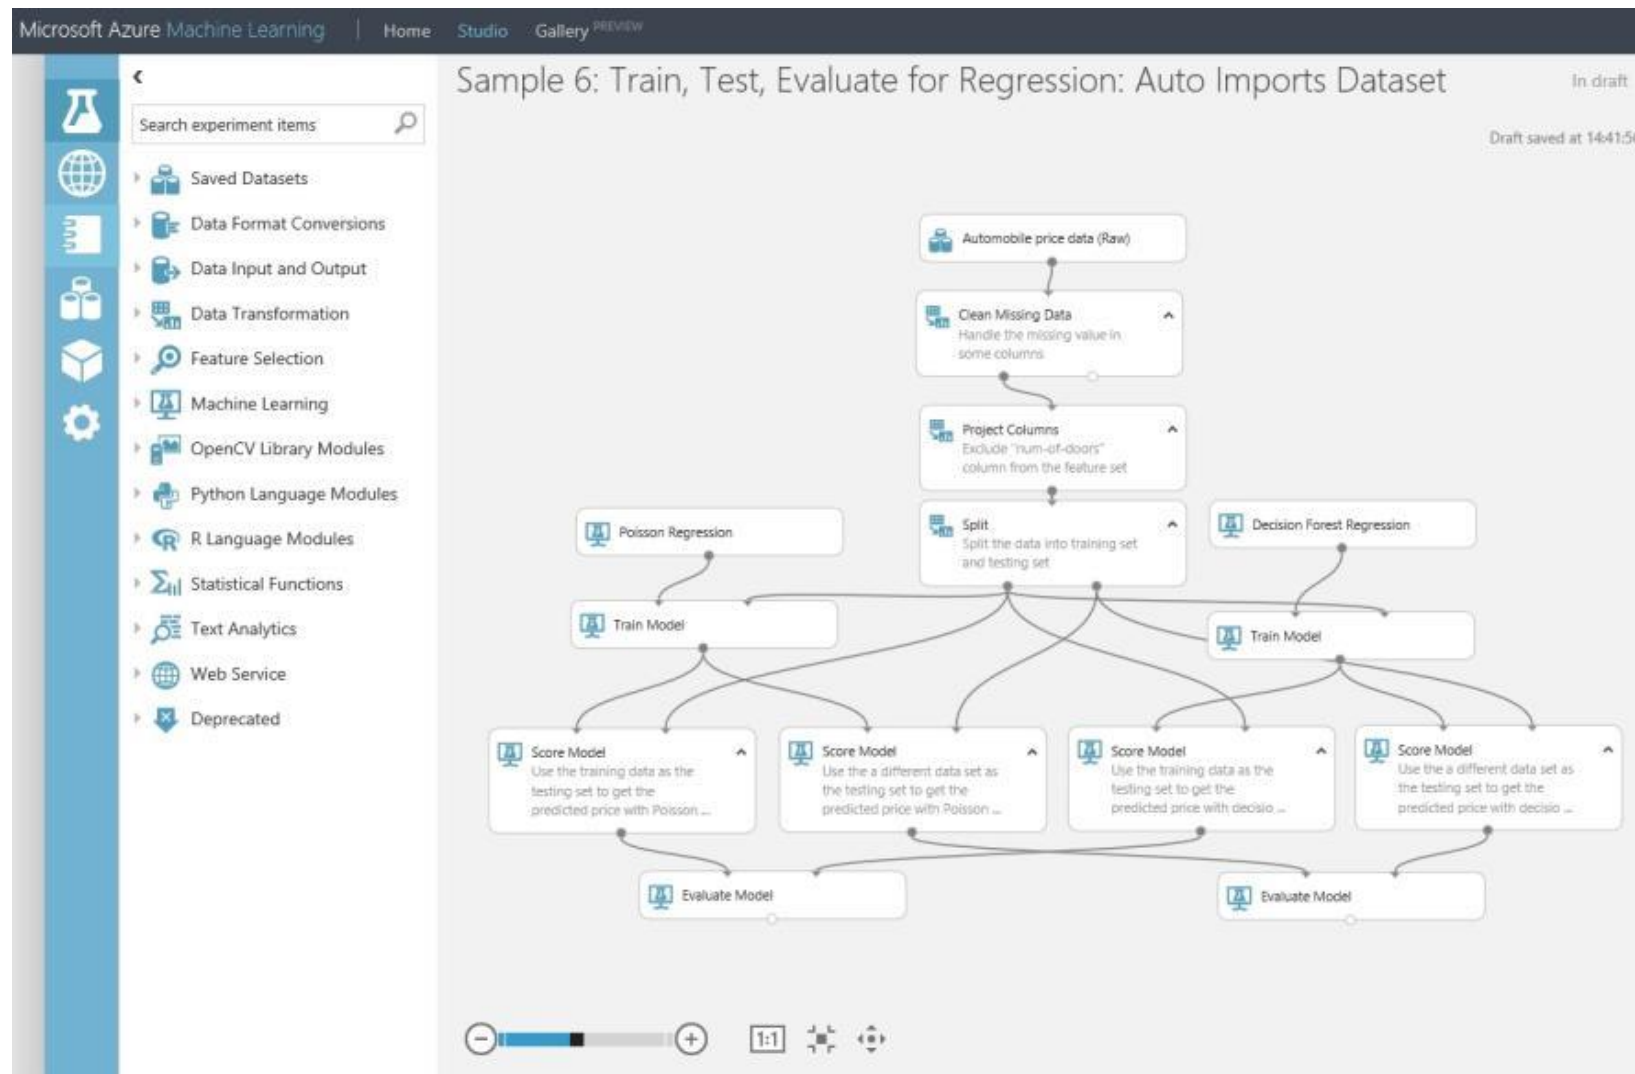 Microsoft Azure Machine Learning | Home Studio Gallery PREVIEW
Sample 6: Train, Test, Evaluate for Regression: Auto Imports Dataset
In draft
Draft saved at 14:41:5
Search experiment items
Saved Datasets
Data Format Conversions
Data Input and Output
Data Transformation
Feature Selection
Machine Learning
OpenCV Library Modules
Python Language Modules
R Language Modules
Statistical Functions
Text Analytics
Web Service
Deprecated
Automobile price data (Raw)
Clean Missing Data
Handle the missing value in
some columns
Project Columns
Exclude "num-of-doors"
column from the feature set
Poisson Regression
Split
Split the data into training set
and testing set
Decision Forest Regression
Train Model
Train Model
Score Model
Use the training data as the
testing set to get the
predicted price with Poisson ...
Score Model
Use the a different data set as
the testing set to get the
predicted price with Poisson ...
Score Model
Use the training data as the
testing set to get the
predicted price with decisio ...
Score Model
Use the a different data set as
the testing set to get the
predicted price with decisio ...
Evaluate Model
Evaluate Model
1:1